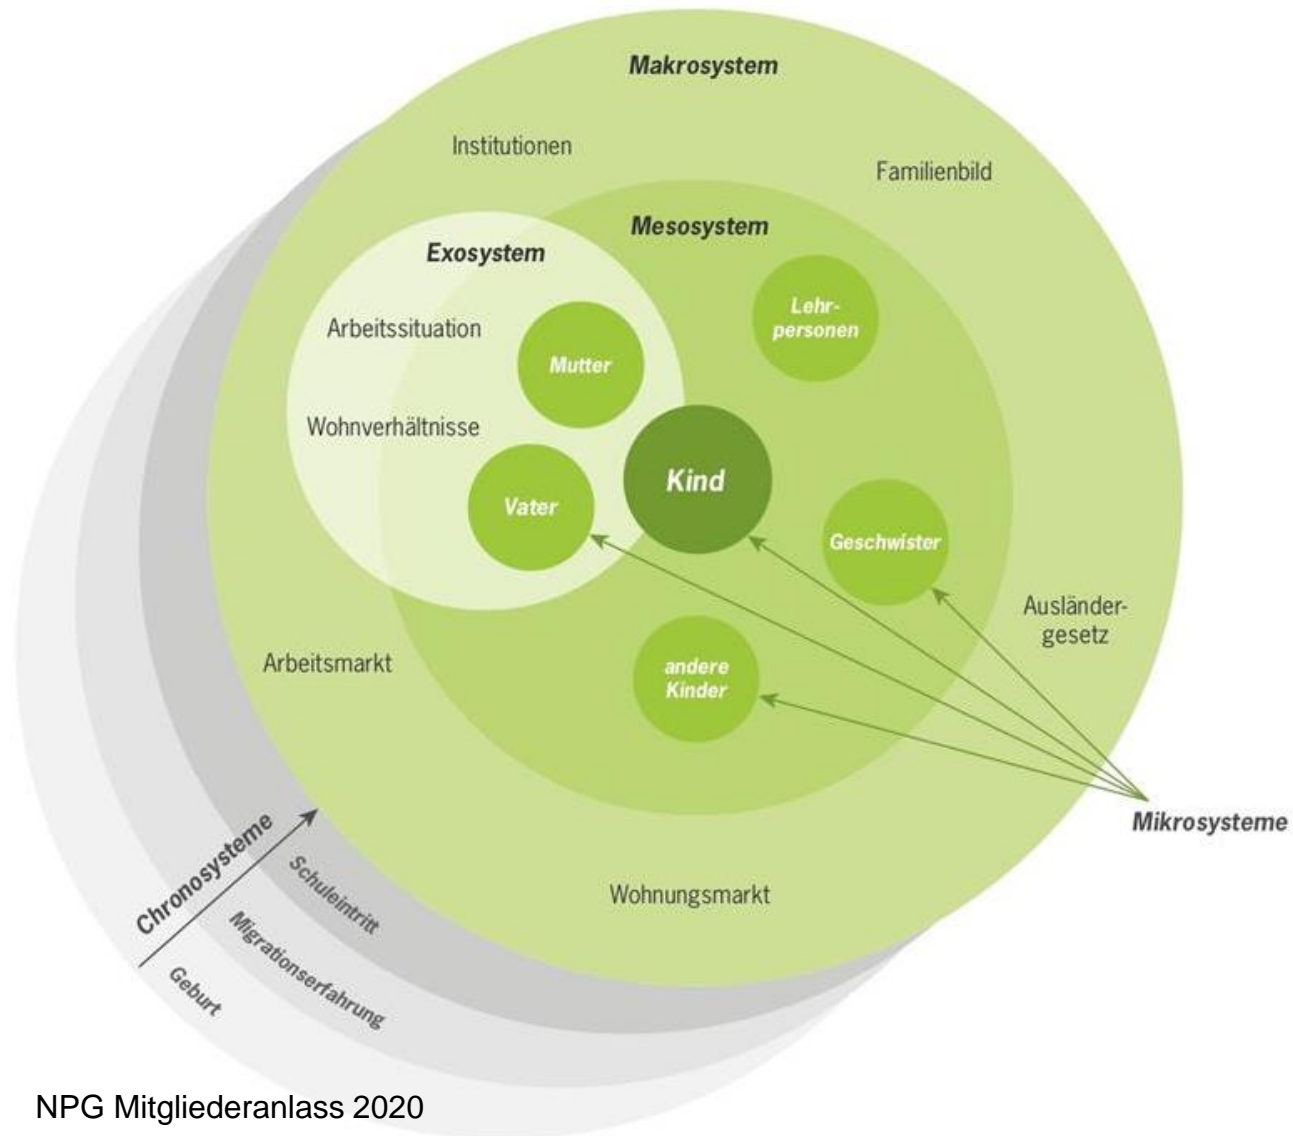 Makrosystem
Institutionen
Familienbild
Mesosystem
Exosystem
Lehr-
personen
Arbeitssituation
Mutter
Wohnverhältnisse
Kind
Vater
Geschwister
Ausländer-
gesetz
Arbeitsmarkt
andere
Kinder
Mikrosysteme
Chronosysteme
Schuleintritt
Wohnungsmarkt
Migrationserfahrung
Geburt
NPG Mitgliederanlass 2020